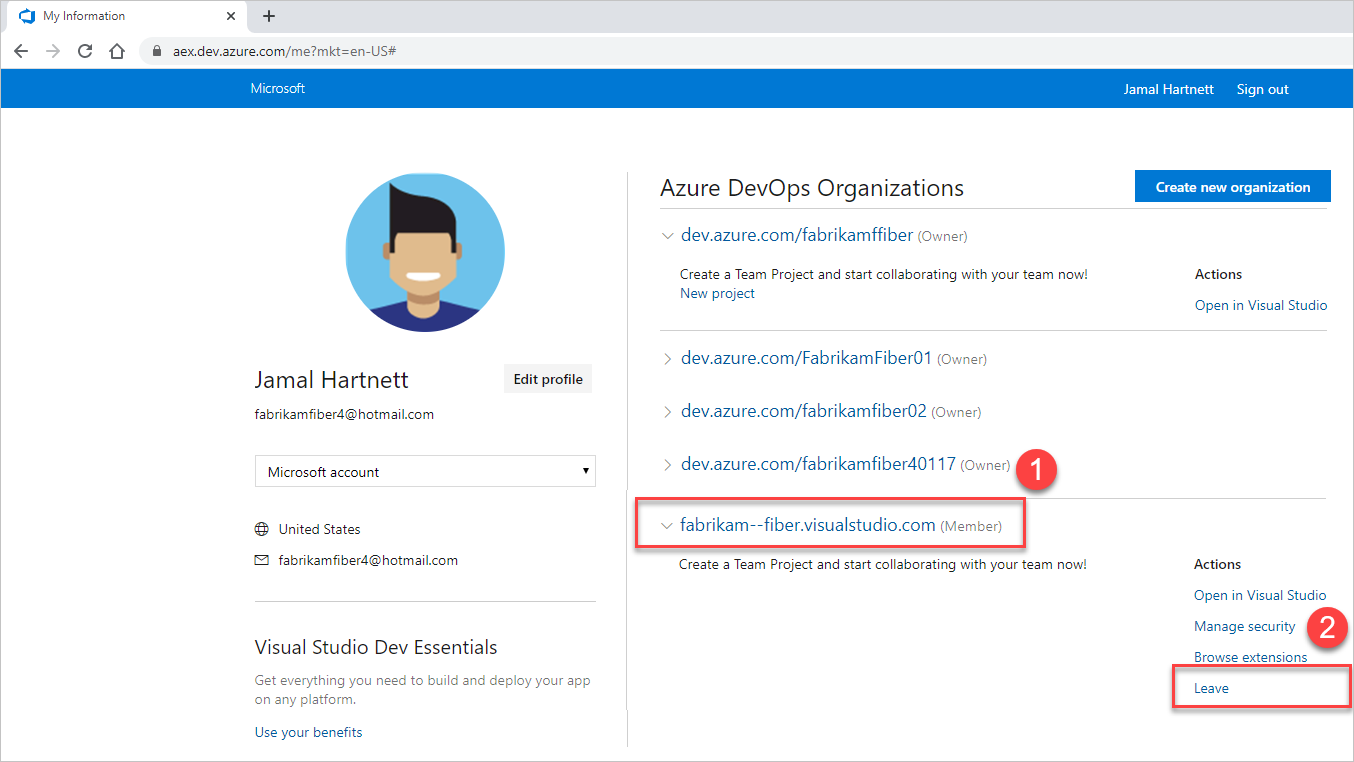 My Information
aex.dev.azure.com/me?mkt=en-US#
Microsoft
Jamal Hartnett
Sign out
Jamal Hartnett
Edit profile
fabrikamfiber4@hotmail.com
Microsoft account
United States
fabrikamfiber4@hotmail.com
Visual Studio Dev Essentials
Get everything you need to build and deploy your app
on any platform.
Use your benefits
Azure DevOps Organizations
Create new organization
dev.azure.com/fabrikamffiber (Owner)
Create a Team Project and start collaborating with your team now!
New project
Actions
Open in Visual Studio
dev.azure.com/FabrikamFiber01 (Owner)
dev.azure.com/fabrikamfiber02 (Owner)
dev.azure.com/fabrikamfiber40117 (Owner)
1
fabrikam--fiber.visualstudio.com (Member)
Create a Team Project and start collaborating with your team now!
Actions
Open in Visual Studio
Manage security
2
Browse extensions
Leave